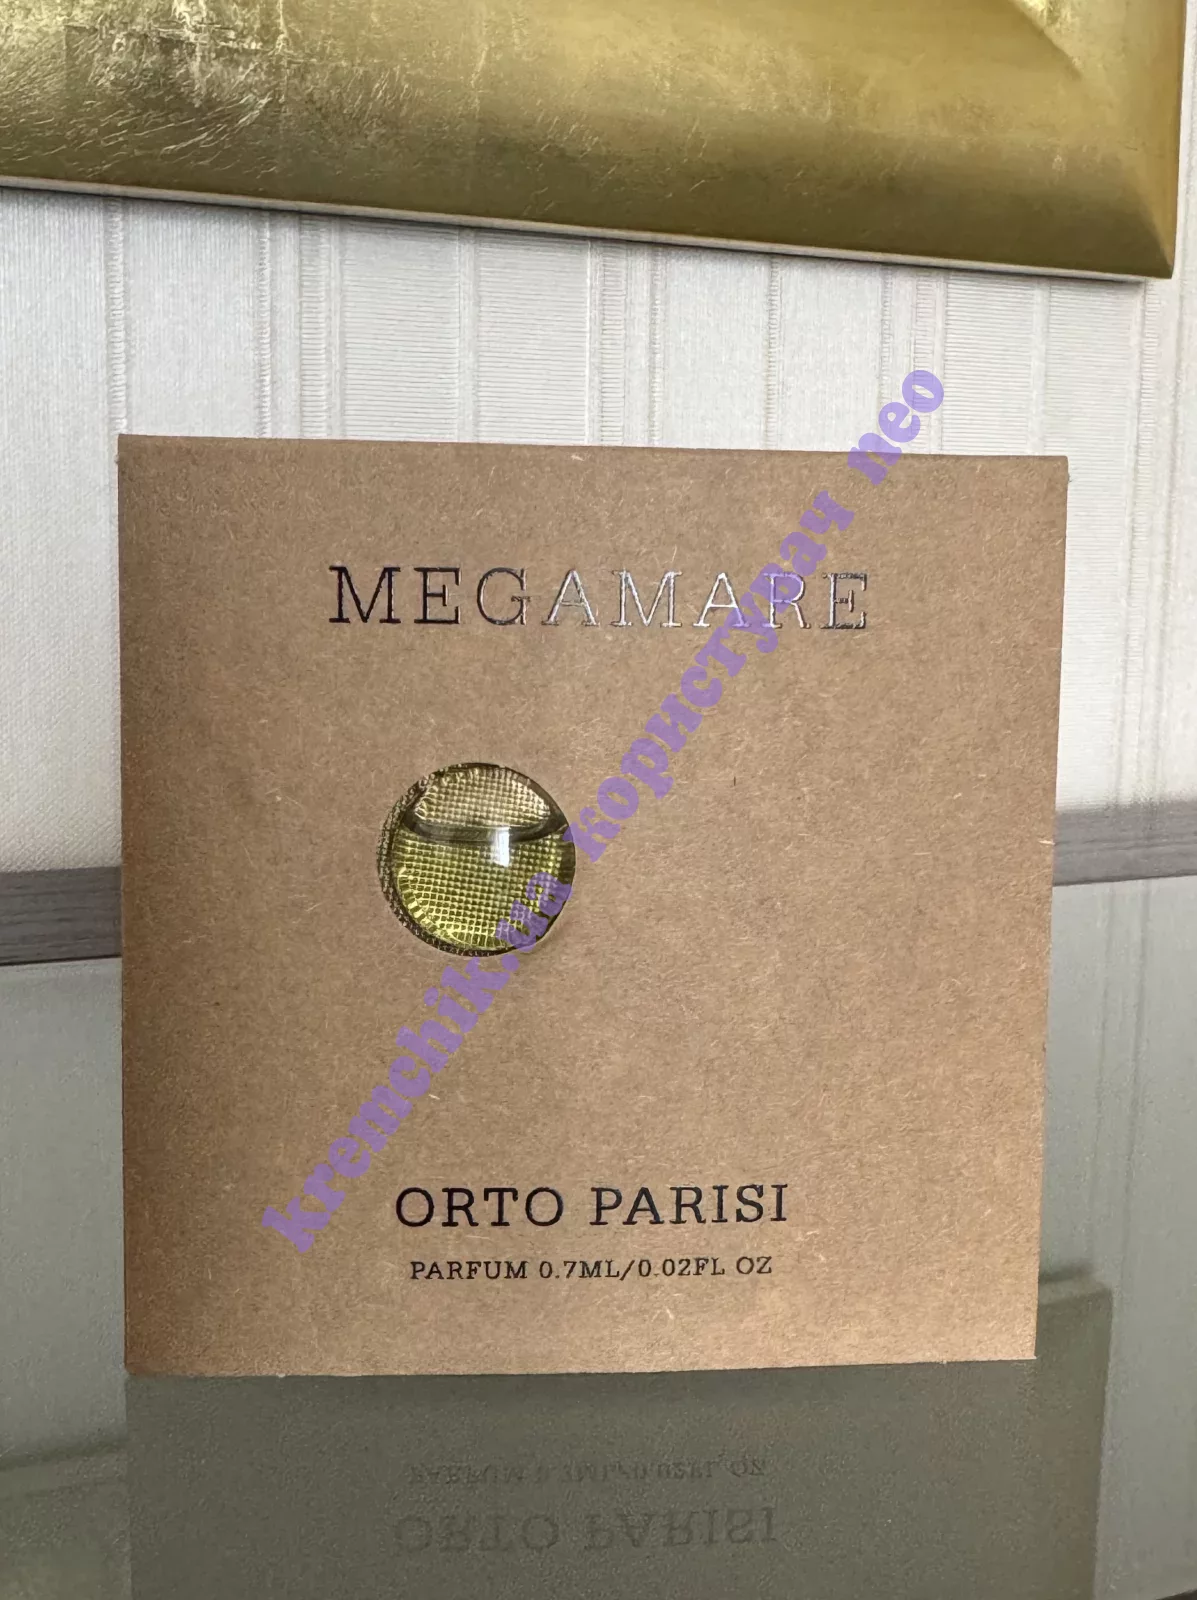 MEGAMARE
kremchik.ua користувач neo
ORTO PARISI
PARFUM 0.7ML/0.02FL OZ